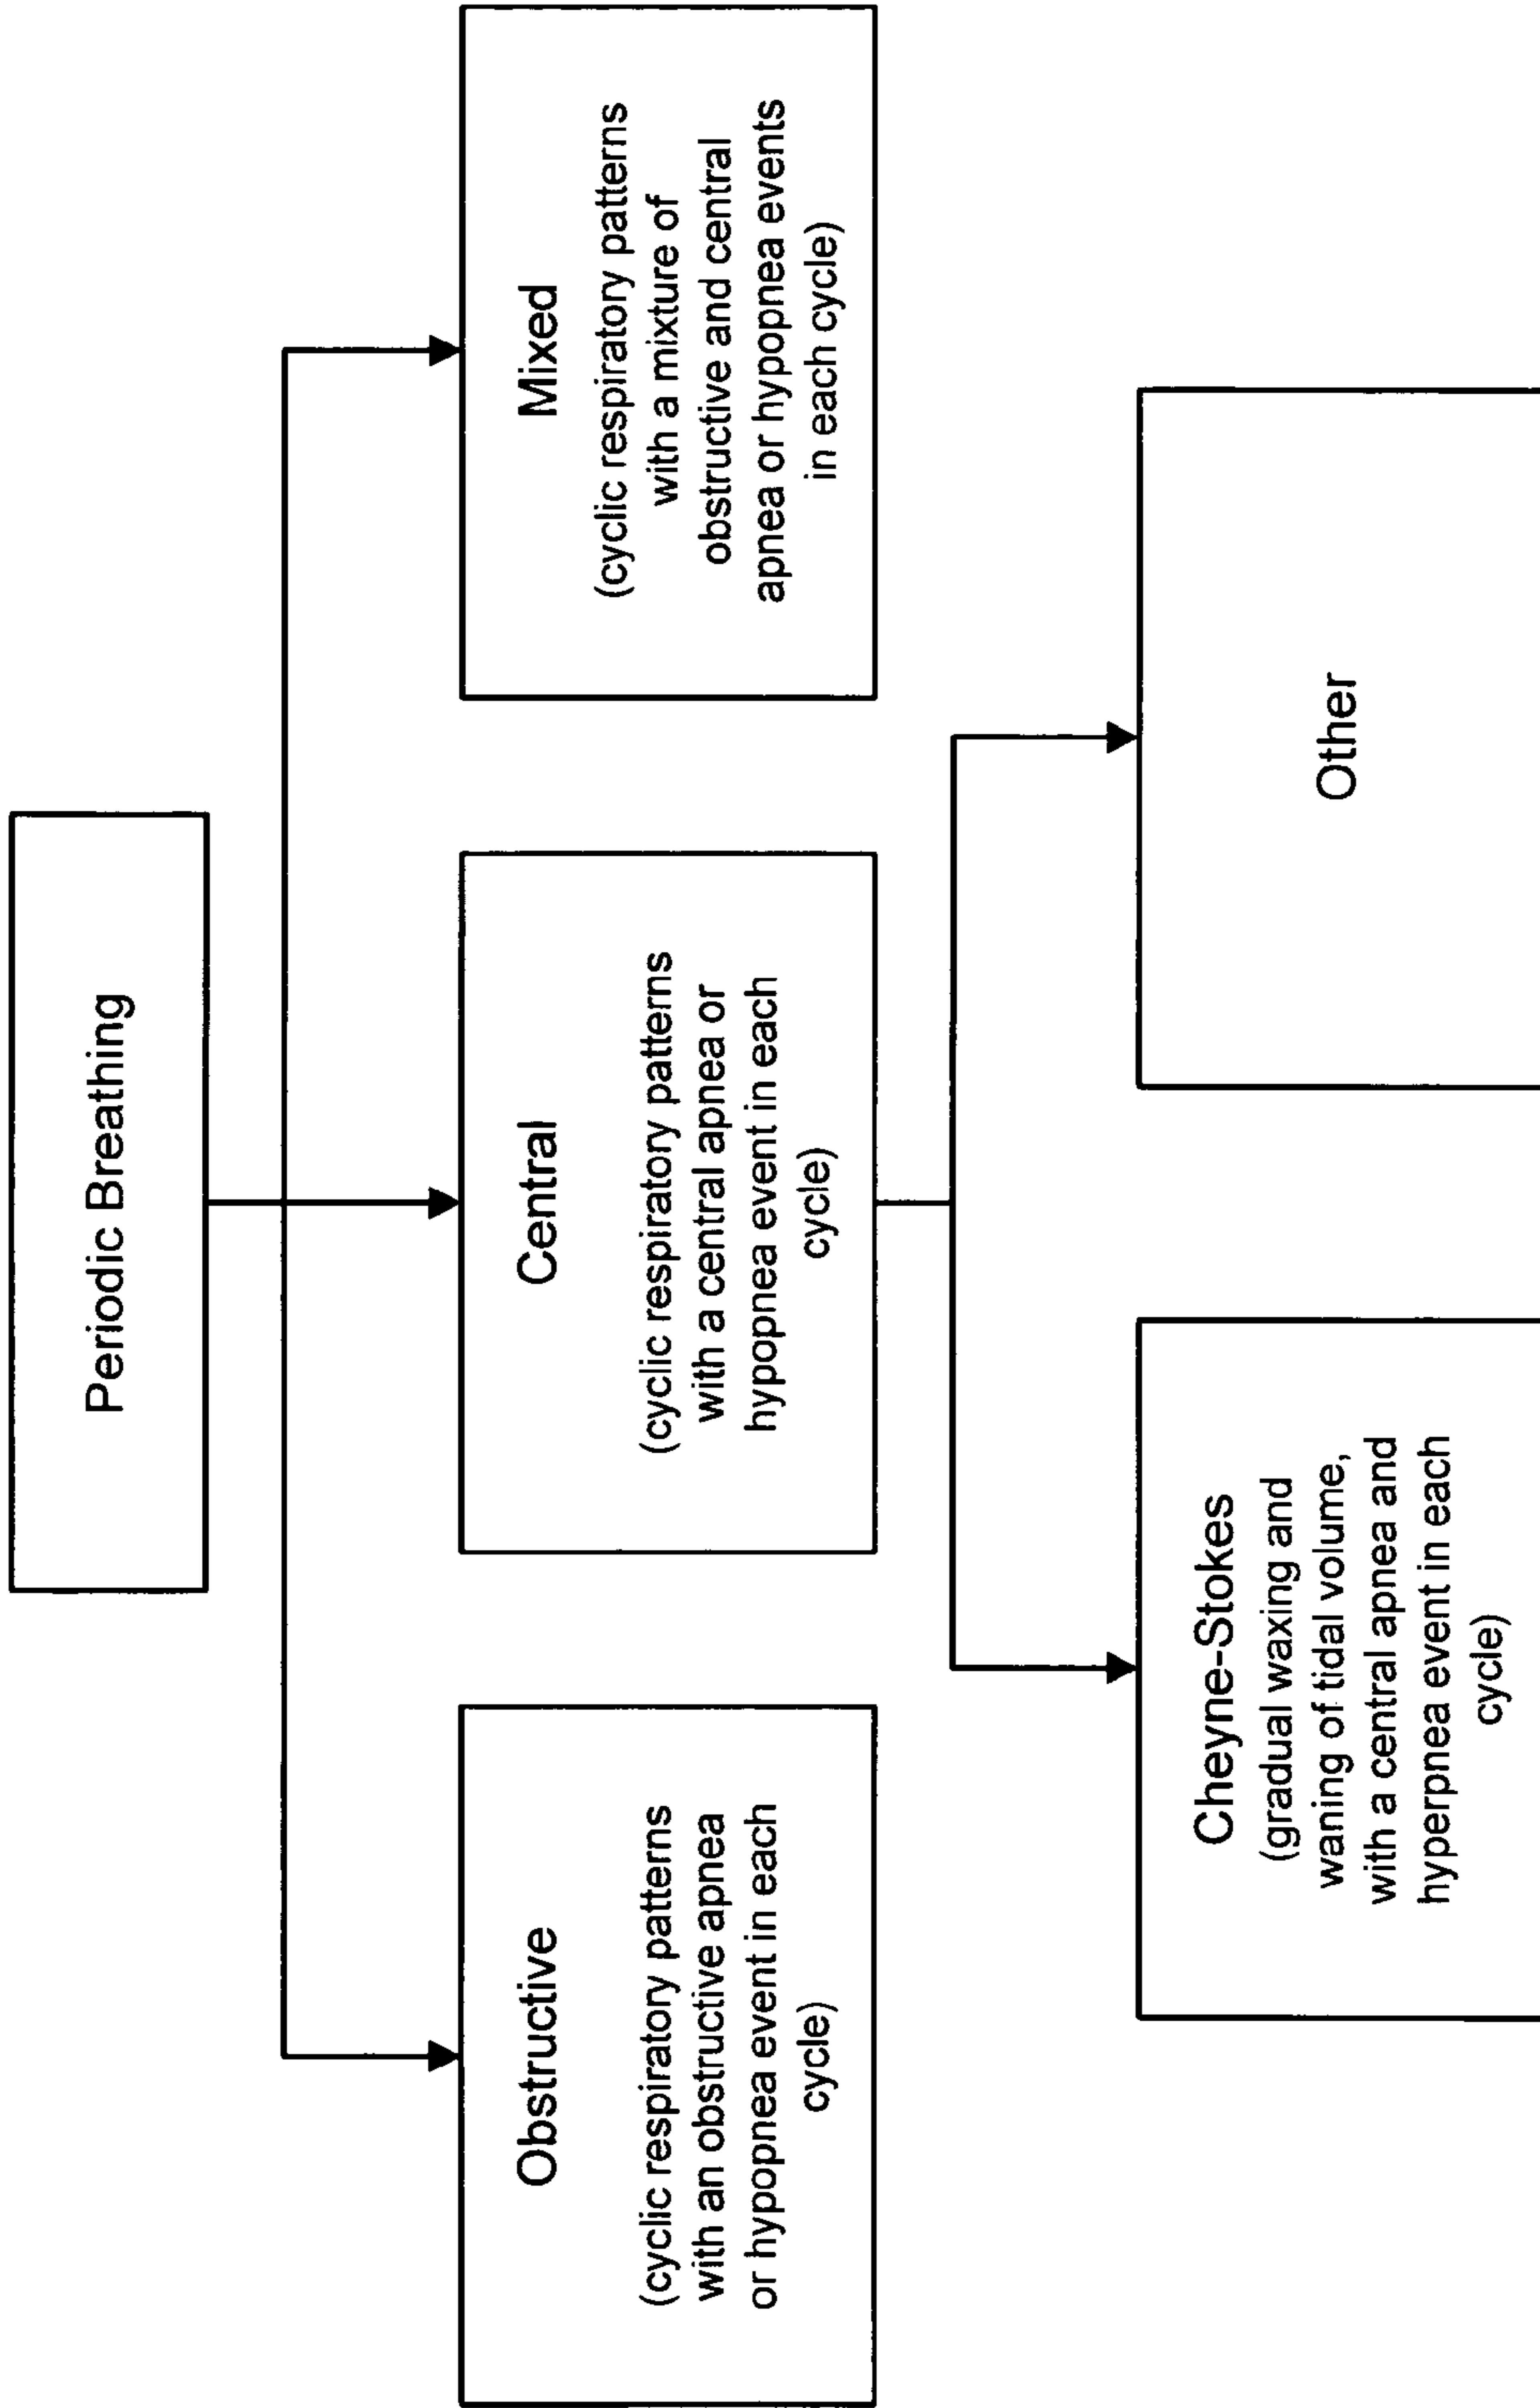 Periodic Breathing
Obstructive
(cyclic respiratory patterns
with an obstructive apnea
or hypopnea event in each
cycle)
Central
(cyclic respiratory patterns
with a central apnea or
hypopnea event in each
cycle)
Mixed
(cyclic respiratory patterns
with a mixture of
obstructive and central
apnea or hypopnea events
in each cycle)
Cheyne-Stokes
(gradual waxing and
waning of tidal volume,
with a central apnea and
hyperpnea event in each
cycle)
Other